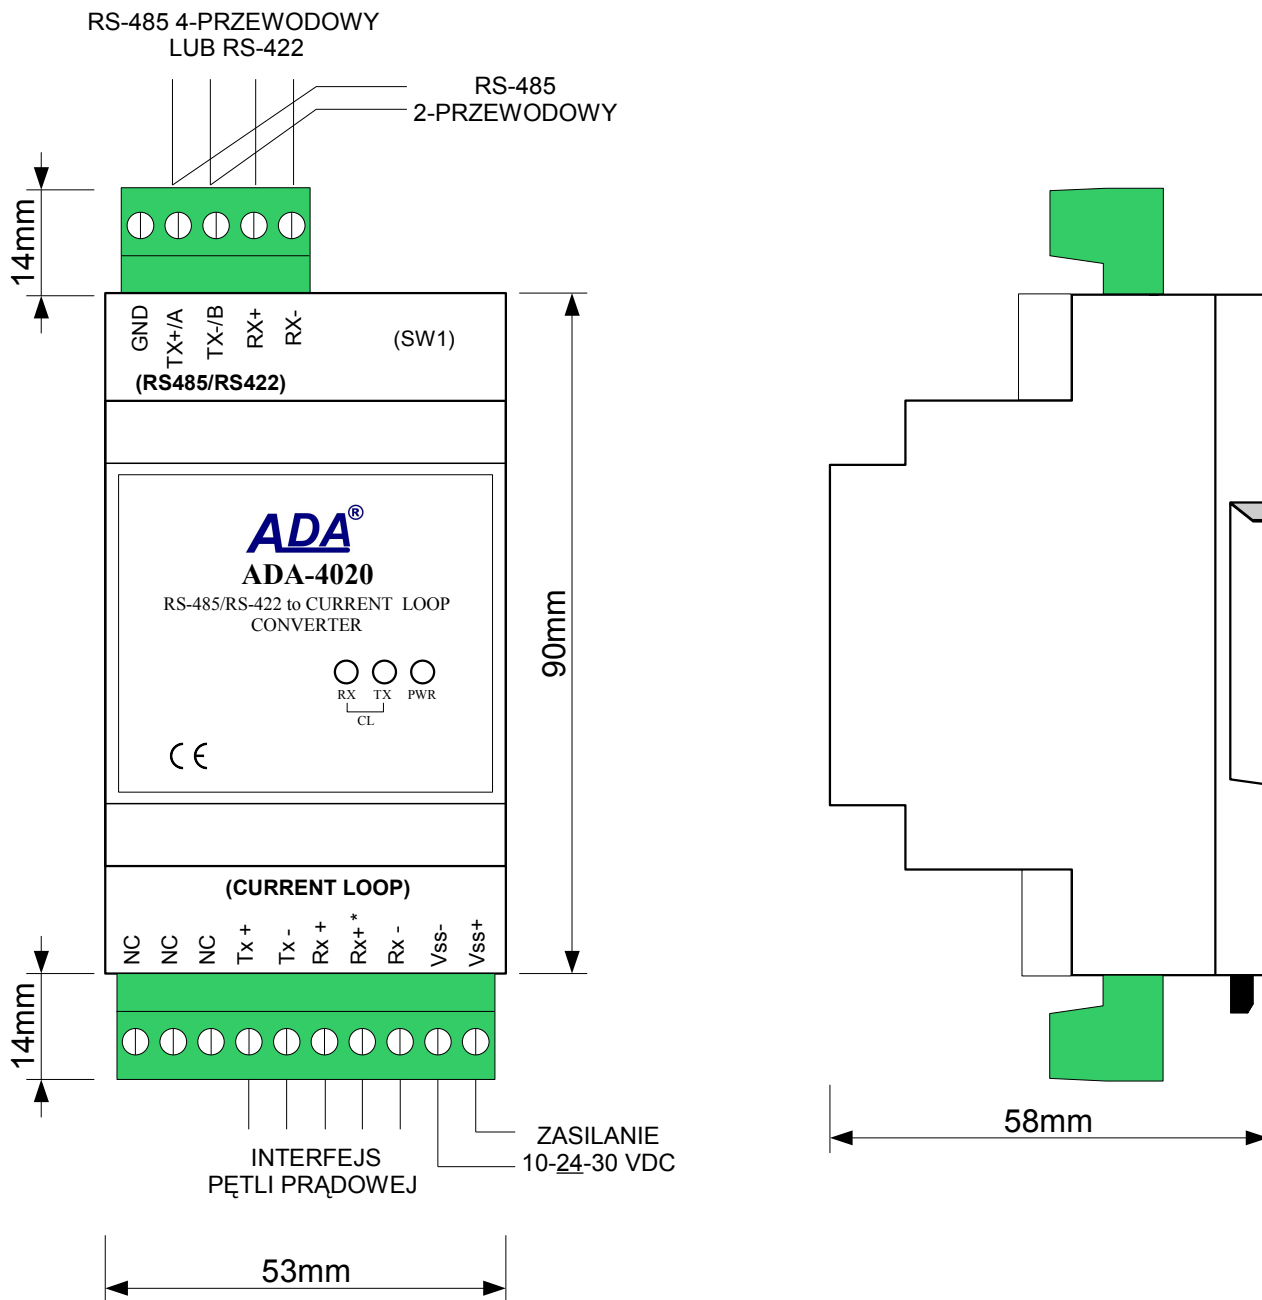 RS-485 4-PRZEWODOWY
LUB RS-422
RS-485
2-PRZEWODOWY
14mm
GND
TX+/A
TX-/B
RX+
RX-
(SW1)
(RS485/RS422)
ADA®
ADA-4020
RS-485/RS-422 to CURRENT LOOP
CONVERTER
RX
TX
PWR
CL
CE
90mm
(CURRENT LOOP)
NC
NC
NC
Tx +
Tx -
Rx +
Rx+ *
Rx -
Vss-
Vss+
14mm
INTERFEJS
PĘTLI PRĄDOWEJ
ZASILANIE
10-24-30 VDC
53mm
58mm